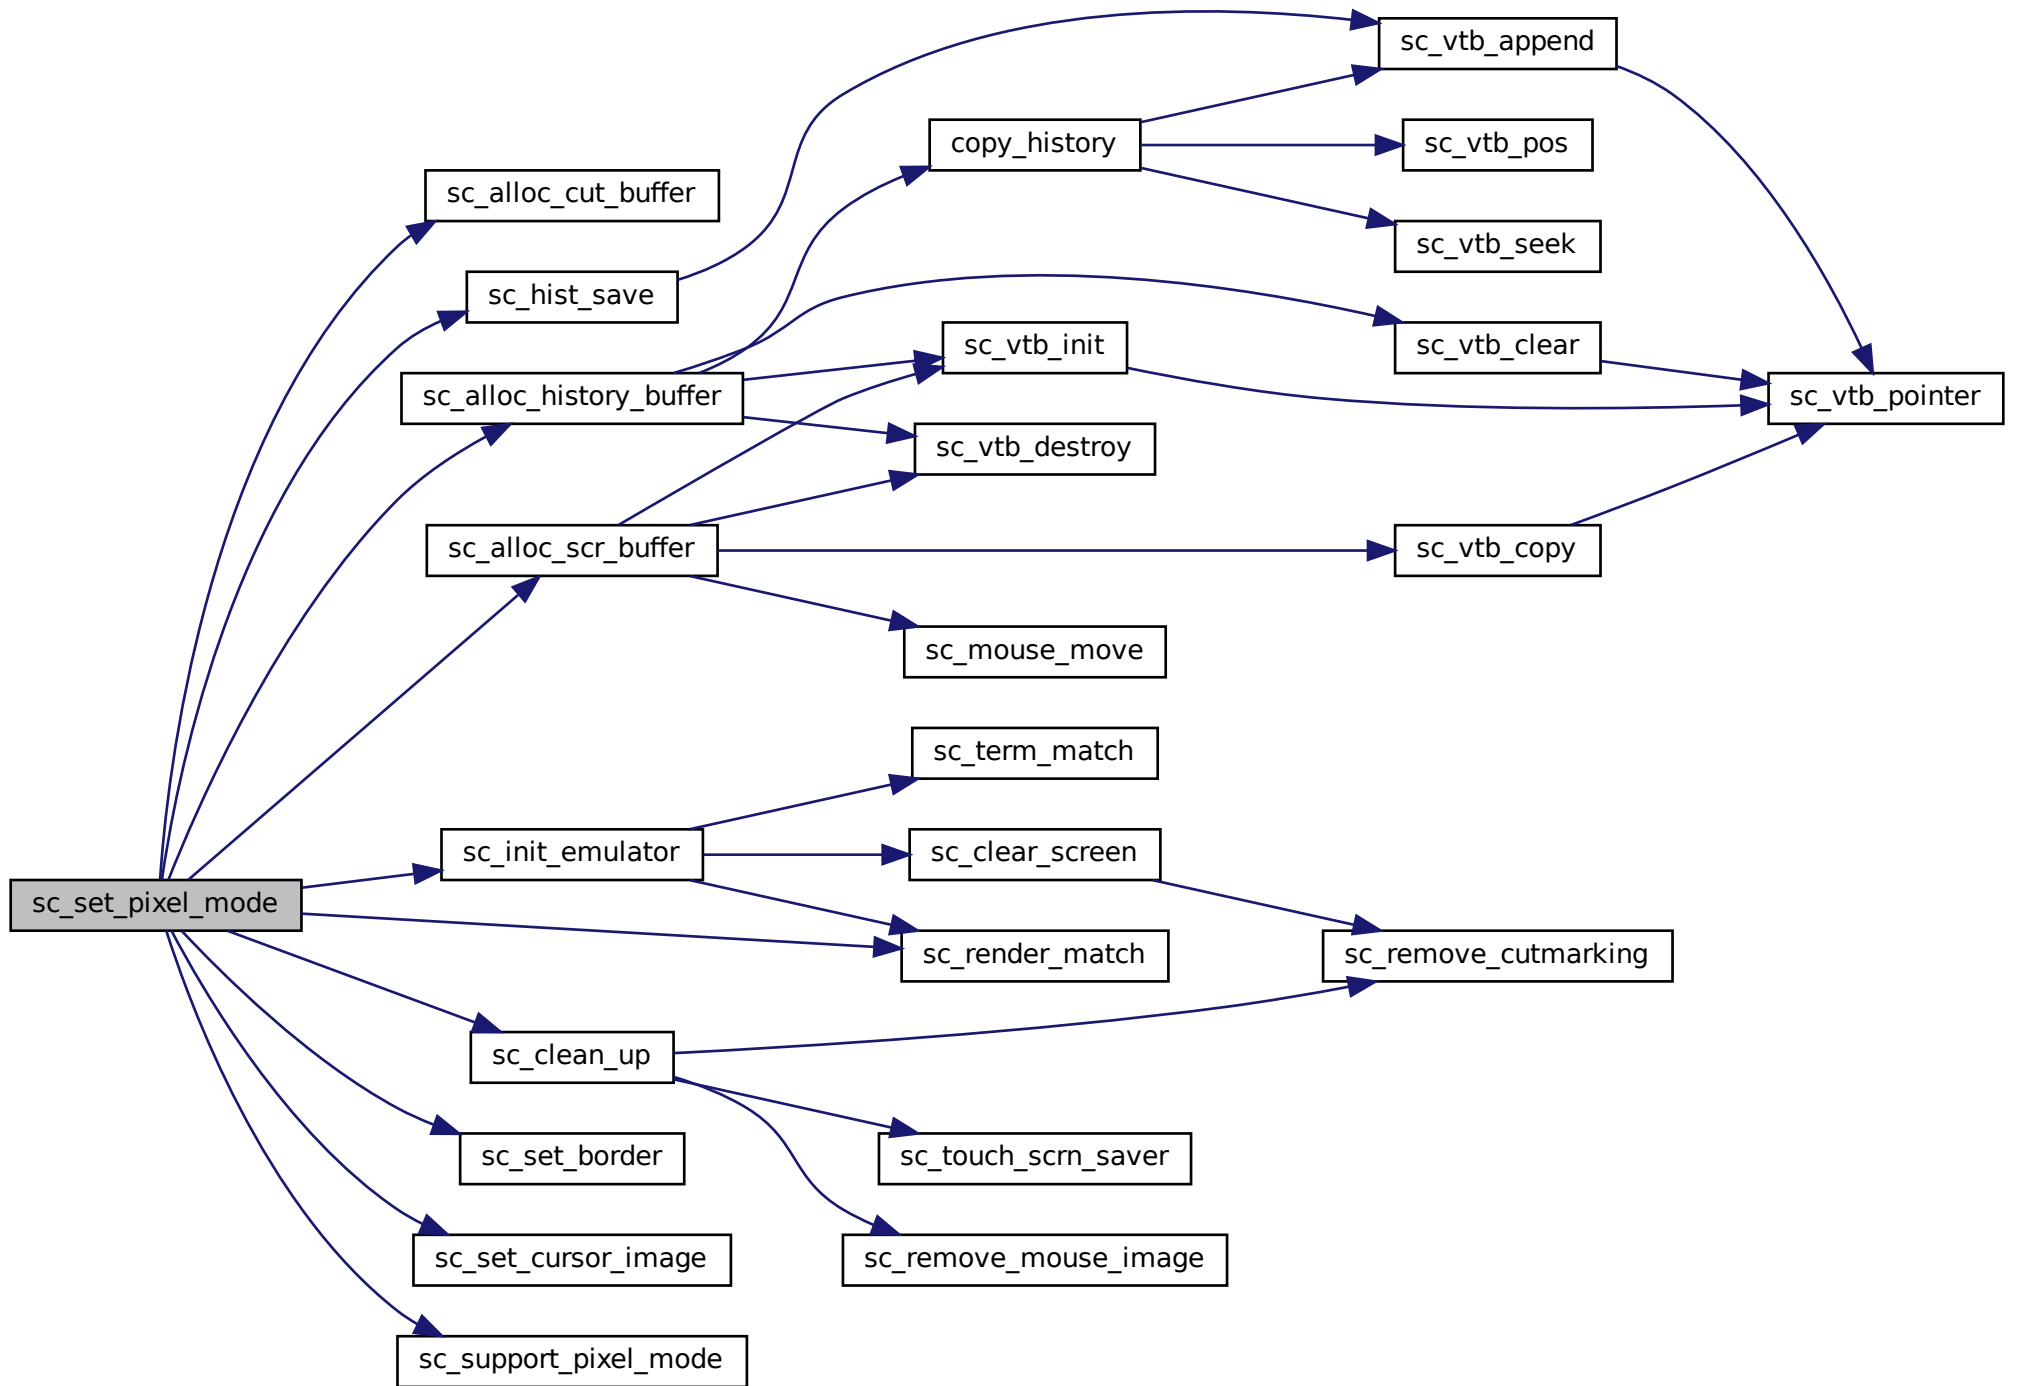 sc_vtb_append
copy_history
sc_vtb_pos
sc_alloc_cut_buffer
sc_vtb_seek
sc_hist_save
sc_vtb_init
sc_vtb_clear
sc_alloc_history_buffer
sc_vtb_pointer
sc_vtb_destroy
sc_alloc_scr_buffer
sc_vtb_copy
sc_mouse_move
sc_term_match
sc_init_emulator
sc_clear_screen
sc_set_pixel_mode
sc_render_match
sc_remove_cutmarking
sc_clean_up
sc_set_border
sc_touch_scrn_saver
sc_set_cursor_image
sc_remove_mouse_image
sc_support_pixel_mode